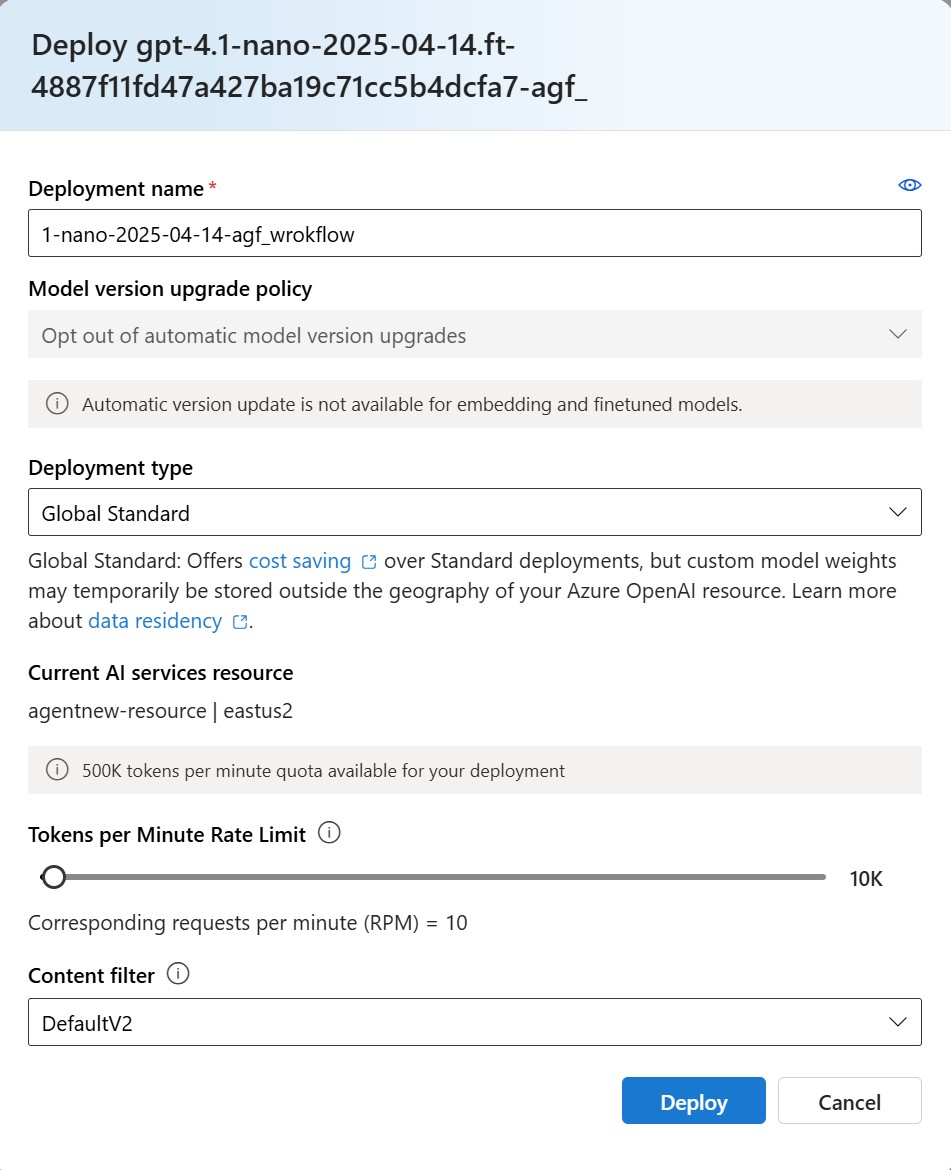 Deploy gpt-4.1-nano-2025-04-14.ft-
4887f11fd47a427ba19c71cc5b4dcfa7-agf_
Deployment name *
1-nano-2025-04-14-agf_wrokflow
Model version upgrade policy
Opt out of automatic model version upgrades
Automatic version update is not available for embedding and finetuned models.
Deployment type
Global Standard
Global Standard: Offers cost saving over Standard deployments, but custom model weights
may temporarily be stored outside the geography of your Azure OpenAI resource. Learn more
about data residency.
Current AI services resource
agentnew-resource | eastus2
500K tokens per minute quota available for your deployment
Tokens per Minute Rate Limit
10K
Corresponding requests per minute (RPM) = 10
Content filter
DefaultV2
Deploy Cancel